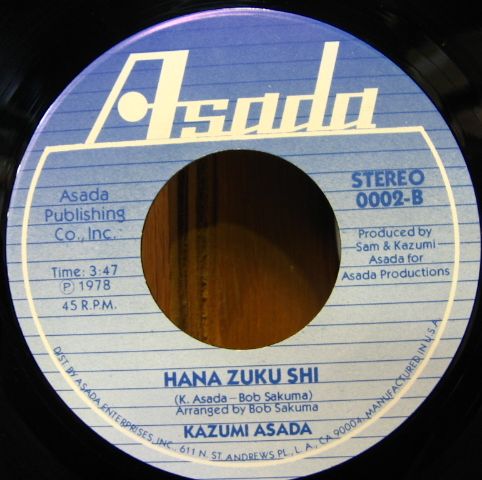 Asada
Asada
Publishing
Co., Inc.
Time: 3:47
Ⓟ 1978
45 R.P.M.
STEREO
0002-B
Produced by
Sam & Kazumi
Asada for
Asada Productions
HANA ZUKU SHI
(K. Asada - Bob Sakuma)
Arranged by Bob Sakuma
KAZUMI ASADA
DIST. BY ASADA ENTERPRISES, INC., 611 N. ST. ANDREWS PL., L.A., CA 90004, MANUFACTURED IN U.S.A.